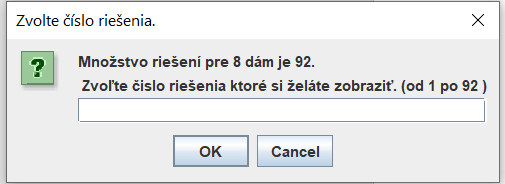 Zvolte číslo riešenia.
Množstvo riešení pre 8 dám je 92.
Zvoľte čislo riešenia ktoré si želáte zobraziť. (od 1 po 92 )
OK Cancel